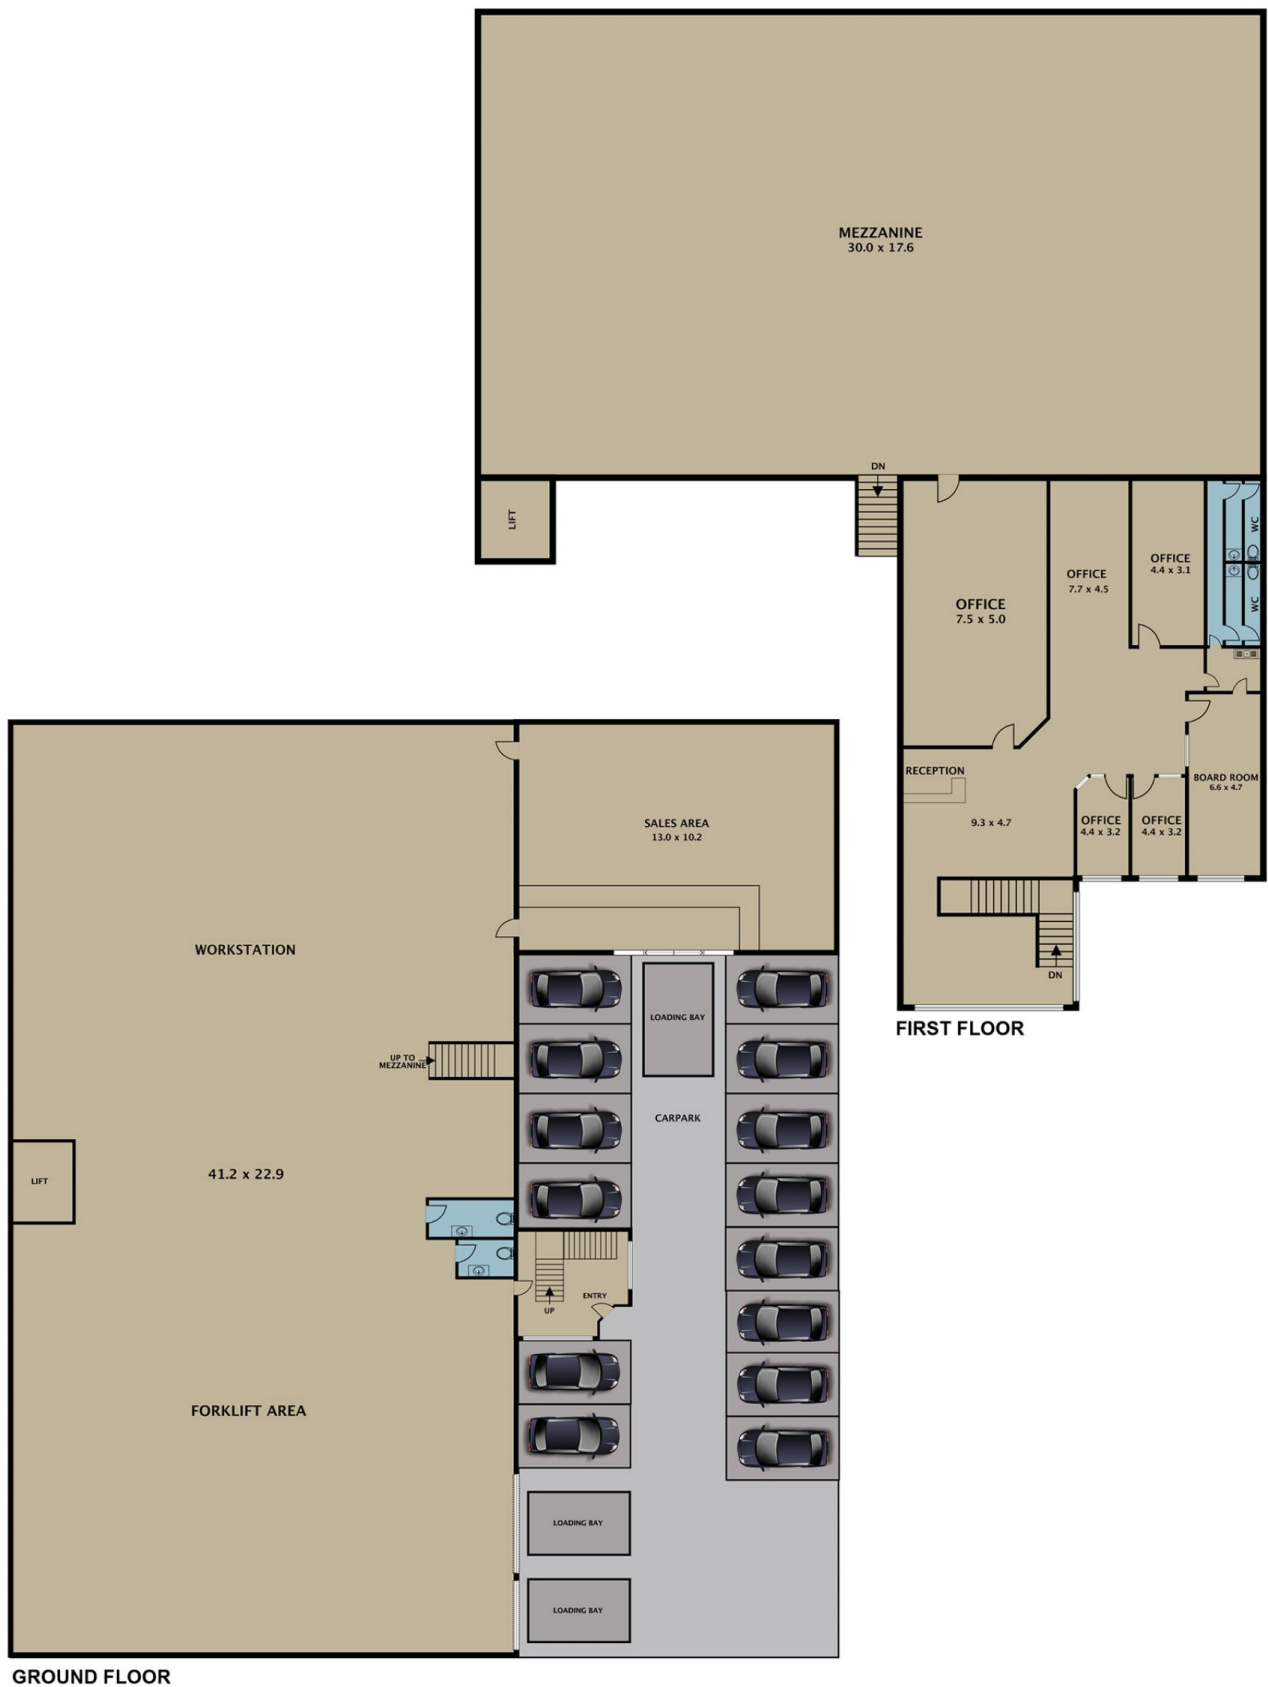 MEZZANINE
30.0 x 17.6
DN
LIFT
OFFICE
7.5 x 5.0
OFFICE
7.7 x 4.5
OFFICE
4.4 x 3.1
WC
WC
RECEPTION
9.3 x 4.7
OFFICE
4.4 x 3.2
OFFICE
4.4 x 3.2
BOARD ROOM
6.6 x 4.7
DN
FIRST FLOOR
SALES AREA
13.0 x 10.2
WORKSTATION
UP TO
MEZZANINE
LOADING BAY
CARPARK
LIFT
41.2 x 22.9
ENTRY
UP
FORKLIFT AREA
LOADING BAY
LOADING BAY
GROUND FLOOR